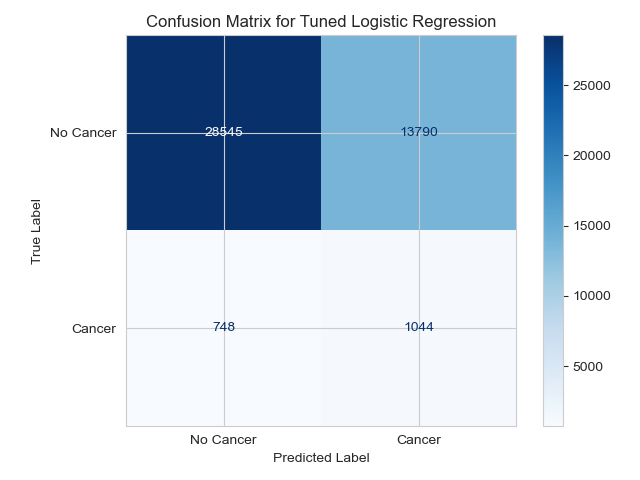 Confusion Matrix for Tuned Logistic Regression
True Label
No Cancer
28545
13790
Cancer
748
1044
No Cancer
Cancer
Predicted Label
25000
20000
15000
10000
5000